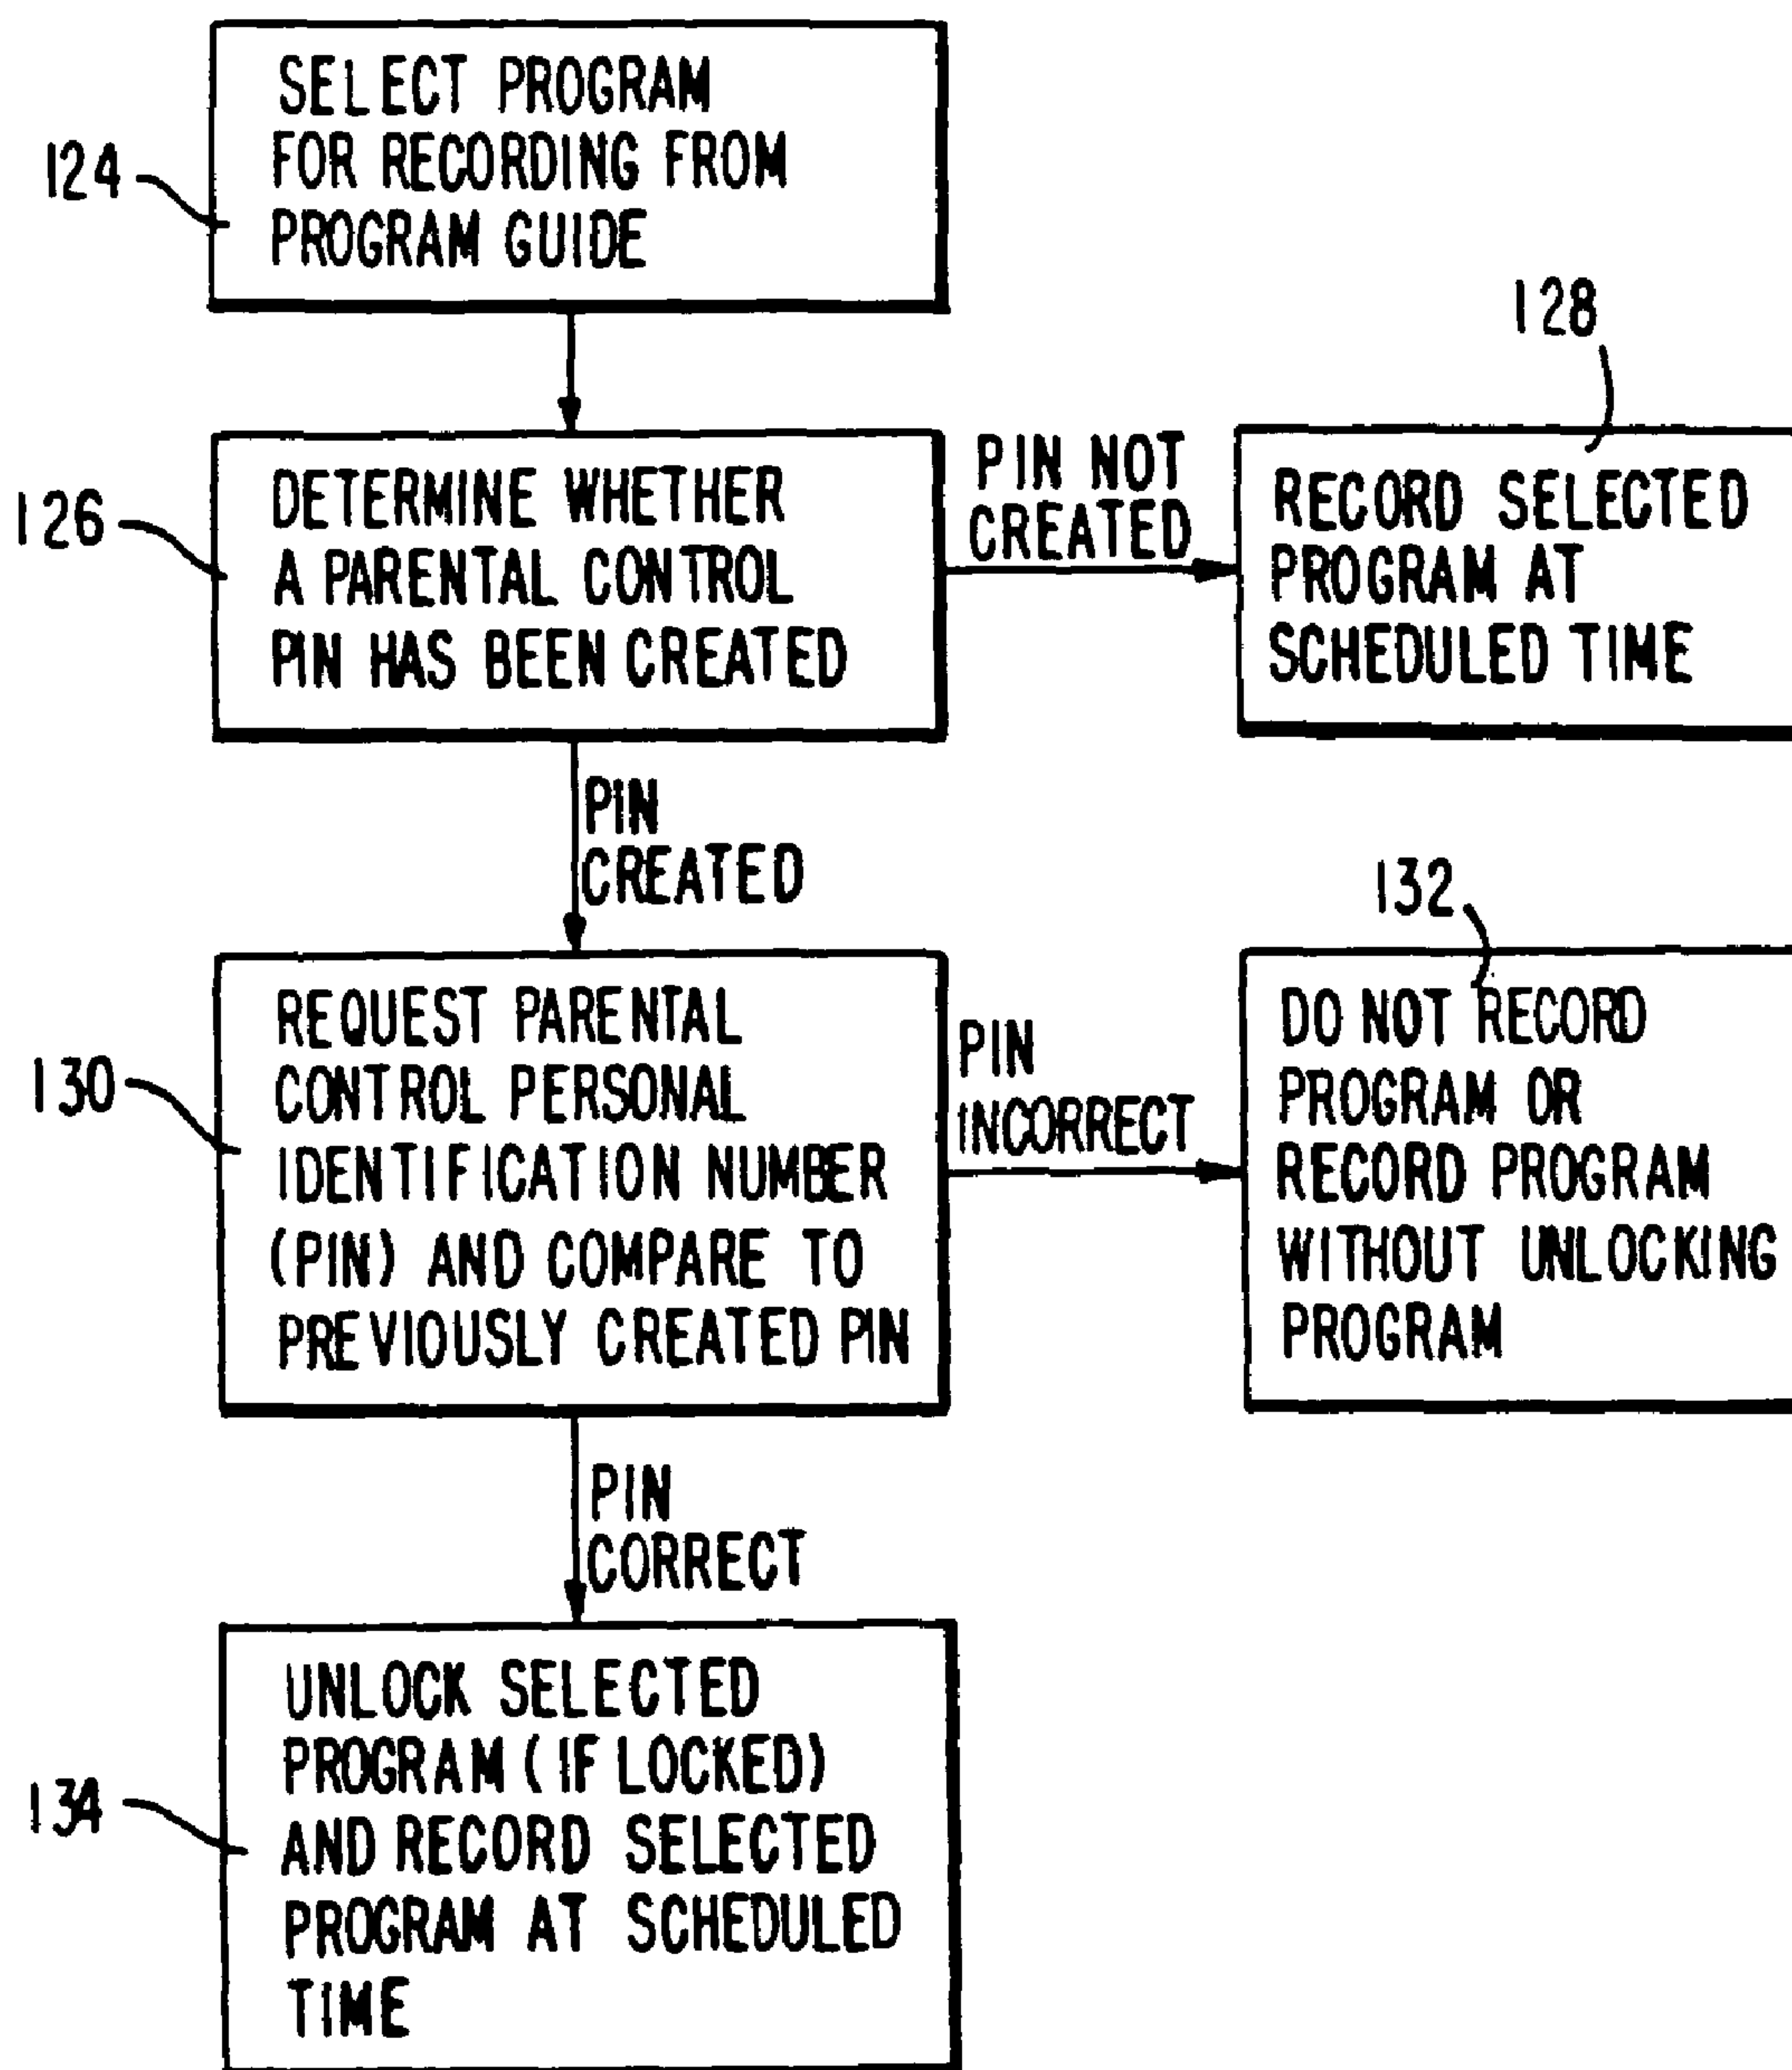 SELECT PROGRAM
FOR RECORDING FROM
PROGRAM GUIDE
124
128
DETERMINE WHETHER
A PARENTAL CONTROL
PIN HAS BEEN CREATED
126
PIN NOT
CREATED
RECORD SELECTED
PROGRAM AT
SCHEDULED TIME
PIN
CREATED
132
REQUEST PARENTAL
CONTROL PERSONAL
IDENTIFICATION NUMBER
(PIN) AND COMPARE TO
PREVIOUSLY CREATED PIN
130
PIN
INCORRECT
DO NOT RECORD
PROGRAM OR
RECORD PROGRAM
WITHOUT UNLOCKING
PROGRAM
PIN
CORRECT
UNLOCK SELECTED
PROGRAM (IF LOCKED)
AND RECORD SELECTED
PROGRAM AT SCHEDULED
TIME
134